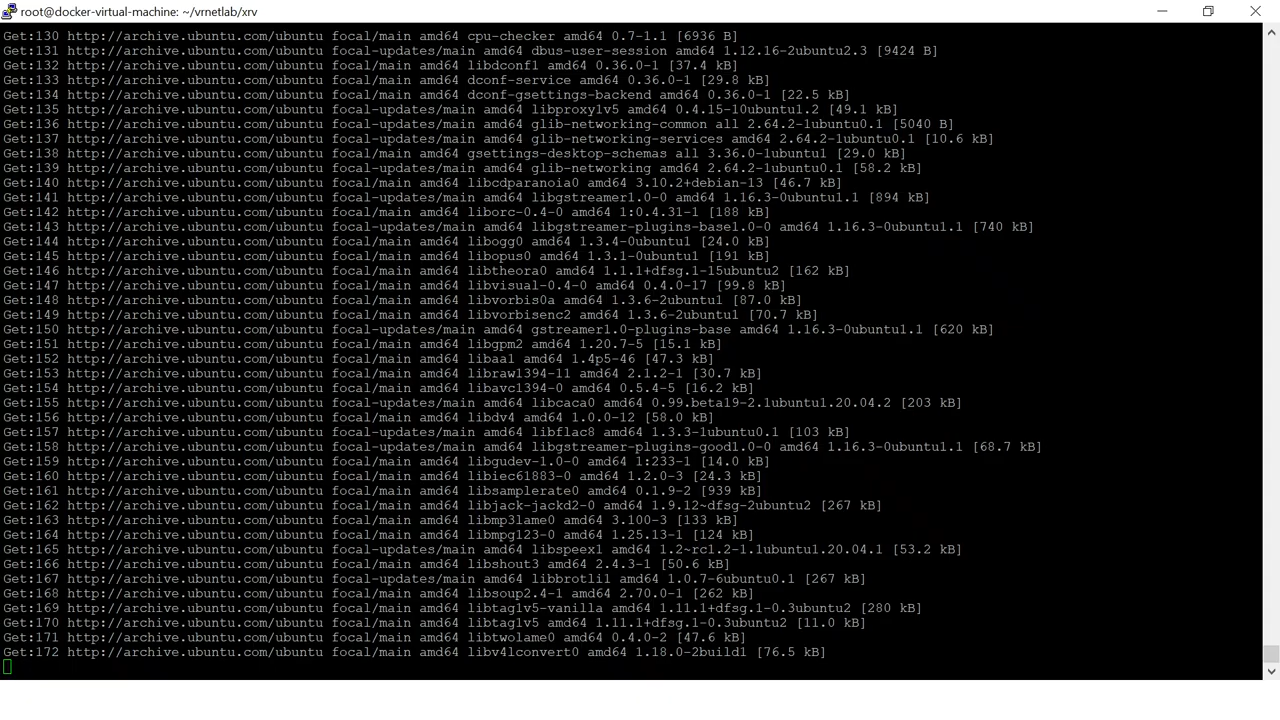 root@docker-virtual-machine: ~/vrnetlab/xrv
Get:130 http://archive.ubuntu.com/ubuntu focal/main amd64 cpu-checker amd64 0.7-1.1 [6936 B]
Get:131 http://archive.ubuntu.com/ubuntu focal-updates/main amd64 dbus-user-session amd64 1.12.16-2ubuntu2.3 [9424 B]
Get:132 http://archive.ubuntu.com/ubuntu focal/main amd64 libdconf1 amd64 0.36.0-1 [37.4 kB]
Get:133 http://archive.ubuntu.com/ubuntu focal/main amd64 dconf-service amd64 0.36.0-1 [29.8 kB]
Get:134 http://archive.ubuntu.com/ubuntu focal/main amd64 dconf-gsettings-backend amd64 0.36.0-1 [22.5 kB]
Get:135 http://archive.ubuntu.com/ubuntu focal-updates/main amd64 libproxy1v5 amd64 0.4.15-10ubuntu1.2 [49.1 kB]
Get:136 http://archive.ubuntu.com/ubuntu focal-updates/main amd64 glib-networking-common all 2.64.2-1ubuntu0.1 [5040 B]
Get:137 http://archive.ubuntu.com/ubuntu focal-updates/main amd64 glib-networking-services amd64 2.64.2-1ubuntu0.1 [10.6 kB]
Get:138 http://archive.ubuntu.com/ubuntu focal/main amd64 gsettings-desktop-schemas all 3.36.0-1ubuntu1 [29.0 kB]
Get:139 http://archive.ubuntu.com/ubuntu focal-updates/main amd64 glib-networking amd64 2.64.2-1ubuntu0.1 [58.2 kB]
Get:140 http://archive.ubuntu.com/ubuntu focal/main amd64 libcdparanoia0 amd64 3.10.2+debian-13 [46.7 kB]
Get:141 http://archive.ubuntu.com/ubuntu focal-updates/main amd64 libgstreamer1.0-0 amd64 1.16.3-0ubuntu1.1 [894 kB]
Get:142 http://archive.ubuntu.com/ubuntu focal/main amd64 liborc-0.4-0 amd64 1:0.4.31-1 [188 kB]
Get:143 http://archive.ubuntu.com/ubuntu focal-updates/main amd64 libgstreamer-plugins-base1.0-0 amd64 1.16.3-0ubuntu1.1 [740 kB]
Get:144 http://archive.ubuntu.com/ubuntu focal/main amd64 libogg0 amd64 1.3.4-0ubuntu1 [24.0 kB]
Get:145 http://archive.ubuntu.com/ubuntu focal/main amd64 libopus0 amd64 1.3.1-0ubuntu1 [191 kB]
Get:146 http://archive.ubuntu.com/ubuntu focal/main amd64 libtheora0 amd64 1.1.1+dfsg.1-15ubuntu2 [162 kB]
Get:147 http://archive.ubuntu.com/ubuntu focal/main amd64 libvisual-0.4-0 amd64 0.4.0-17 [99.8 kB]
Get:148 http://archive.ubuntu.com/ubuntu focal/main amd64 libvorbis0a amd64 1.3.6-2ubuntu1 [87.0 kB]
Get:149 http://archive.ubuntu.com/ubuntu focal/main amd64 libvorbisenc2 amd64 1.3.6-2ubuntu1 [70.7 kB]
Get:150 http://archive.ubuntu.com/ubuntu focal-updates/main amd64 gstreamer1.0-plugins-base amd64 1.16.3-0ubuntu1.1 [620 kB]
Get:151 http://archive.ubuntu.com/ubuntu focal/main amd64 libgpm2 amd64 1.20.7-5 [15.1 kB]
Get:152 http://archive.ubuntu.com/ubuntu focal/main amd64 libaa1 amd64 1.4p5-46 [47.3 kB]
Get:153 http://archive.ubuntu.com/ubuntu focal/main amd64 libraw1394-11 amd64 2.1.2-1 [30.7 kB]
Get:154 http://archive.ubuntu.com/ubuntu focal/main amd64 libavc1394-0 amd64 0.5.4-5 [16.2 kB]
Get:155 http://archive.ubuntu.com/ubuntu focal-updates/main amd64 libcaca0 amd64 0.99.beta19-2.1ubuntu1.20.04.2 [203 kB]
Get:156 http://archive.ubuntu.com/ubuntu focal/main amd64 libdv4 amd64 1.0.0-12 [58.0 kB]
Get:157 http://archive.ubuntu.com/ubuntu focal-updates/main amd64 libflac8 amd64 1.3.3-1ubuntu0.1 [103 kB]
Get:158 http://archive.ubuntu.com/ubuntu focal-updates/main amd64 libgstreamer-plugins-good1.0-0 amd64 1.16.3-0ubuntu1.1 [68.7 kB]
Get:159 http://archive.ubuntu.com/ubuntu focal/main amd64 libgudev-1.0-0 amd64 1:233-1 [14.0 kB]
Get:160 http://archive.ubuntu.com/ubuntu focal/main amd64 libiec61883-0 amd64 1.2.0-3 [24.3 kB]
Get:161 http://archive.ubuntu.com/ubuntu focal/main amd64 libsamplerate0 amd64 0.1.9-2 [939 kB]
Get:162 http://archive.ubuntu.com/ubuntu focal/main amd64 libjack-jackd2-0 amd64 1.9.12~dfsg-2ubuntu2 [267 kB]
Get:163 http://archive.ubuntu.com/ubuntu focal/main amd64 libmp3lame0 amd64 3.100-3 [133 kB]
Get:164 http://archive.ubuntu.com/ubuntu focal/main amd64 libmpg123-0 amd64 1.25.13-1 [124 kB]
Get:165 http://archive.ubuntu.com/ubuntu focal-updates/main amd64 libspeex1 amd64 1.2~rc1.2-1.1ubuntu1.20.04.1 [53.2 kB]
Get:166 http://archive.ubuntu.com/ubuntu focal/main amd64 libshout3 amd64 2.4.3-1 [50.6 kB]
Get:167 http://archive.ubuntu.com/ubuntu focal-updates/main amd64 libbrotli1 amd64 1.0.7-6ubuntu0.1 [267 kB]
Get:168 http://archive.ubuntu.com/ubuntu focal/main amd64 libsoup2.4-1 amd64 2.70.0-1 [262 kB]
Get:169 http://archive.ubuntu.com/ubuntu focal-updates/main amd64 libtag1v5-vanilla amd64 1.11.1+dfsg.1-0.3ubuntu2 [280 kB]
Get:170 http://archive.ubuntu.com/ubuntu focal-updates/main amd64 libtag1v5 amd64 1.11.1+dfsg.1-0.3ubuntu2 [11.0 kB]
Get:171 http://archive.ubuntu.com/ubuntu focal/main amd64 libtwolame0 amd64 0.4.0-2 [47.6 kB]
Get:172 http://archive.ubuntu.com/ubuntu focal/main amd64 libv4lconvert0 amd64 1.18.0-2build1 [76.5 kB]